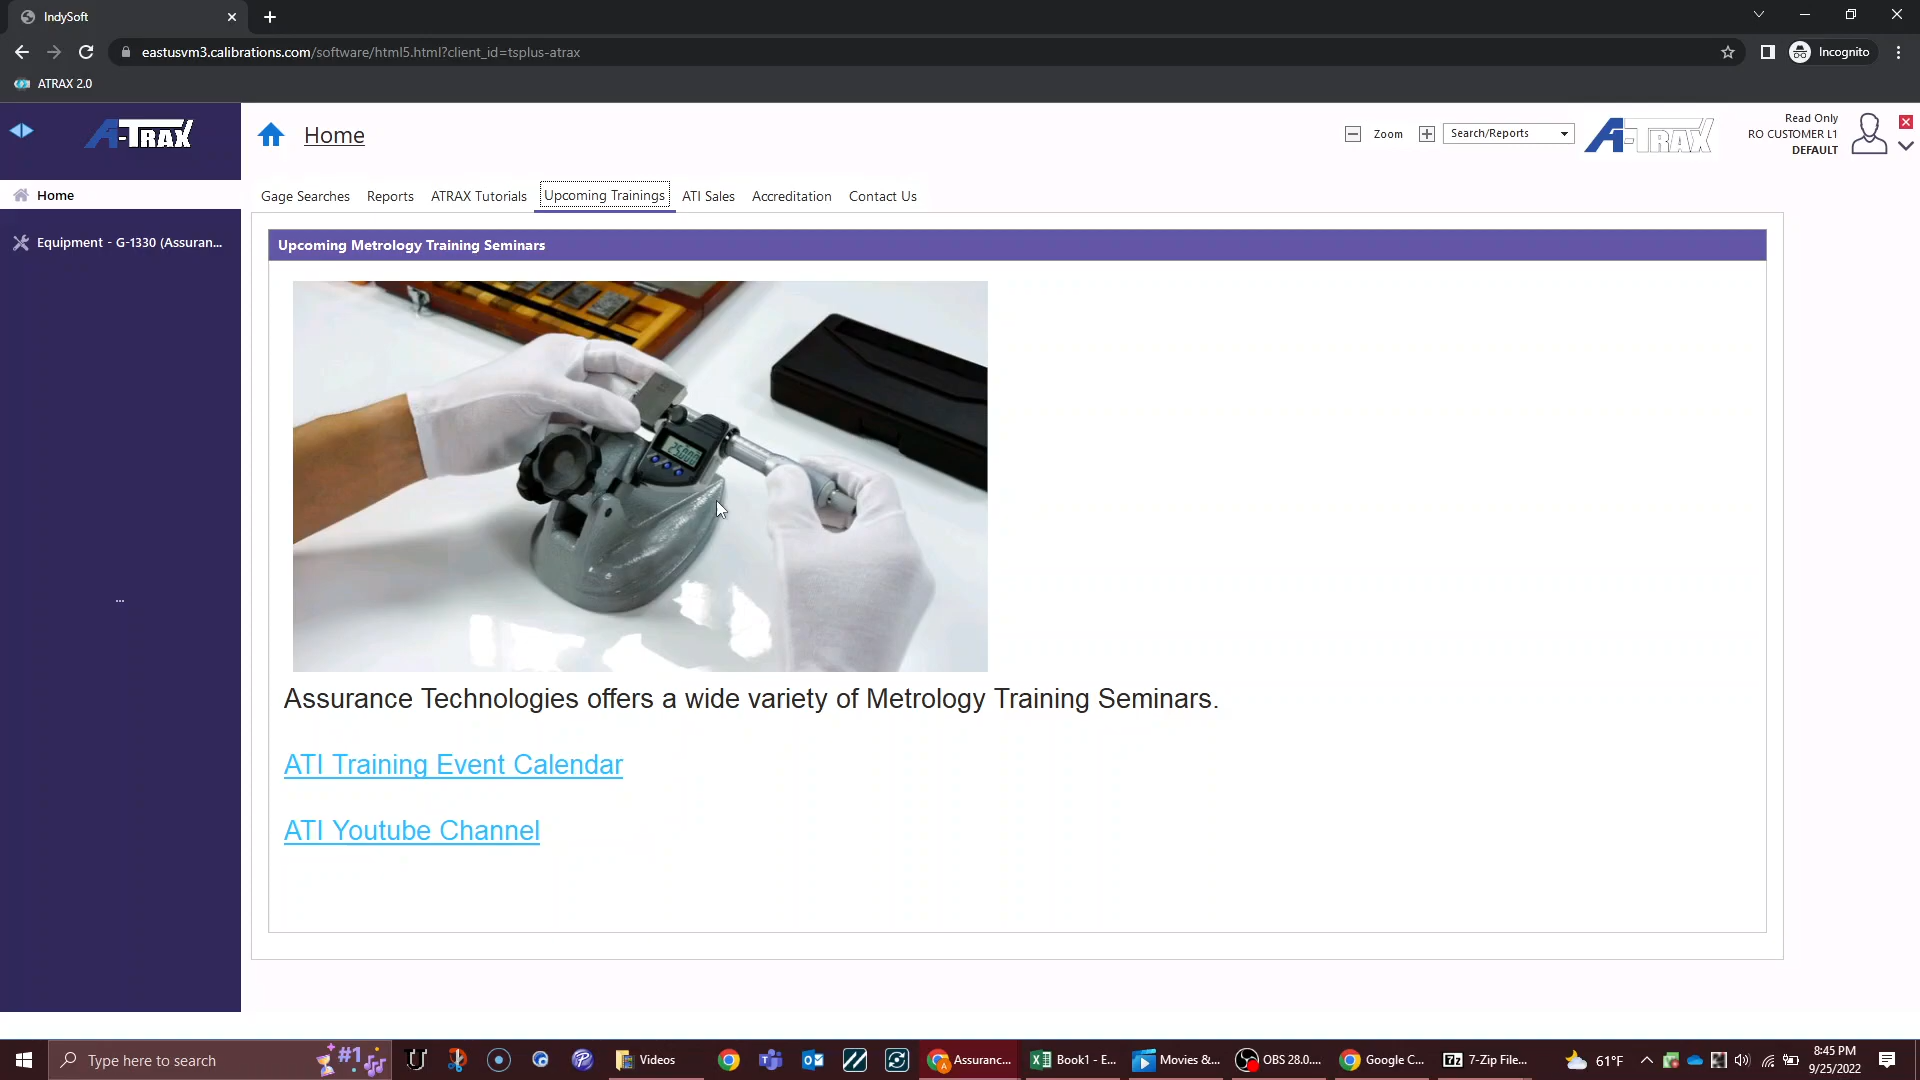 IndySoft
eastusvm3.calibrations.com/software/html5.html?client_id=tsplus-atrax
Incognito
ATRAX 2.0
A-TRAX
Home
Zoom
Search/Reports
A-TRAX
Read Only
RO CUSTOMER L1
DEFAULT
Home
Gage Searches
Reports
ATRAX Tutorials
Upcoming Trainings
ATI Sales
Accreditation
Contact Us
Equipment - G-1330 (Assuran...
Upcoming Metrology Training Seminars
Assurance Technologies offers a wide variety of Metrology Training Seminars.
ATI Training Event Calendar
ATI Youtube Channel
...
Type here to search
#1
Videos
Assuranc...
Book1 - E...
Movies &...
OBS 28.0....
Google C...
7z
7-Zip File...
61°F
8:45 PM
9/25/2022